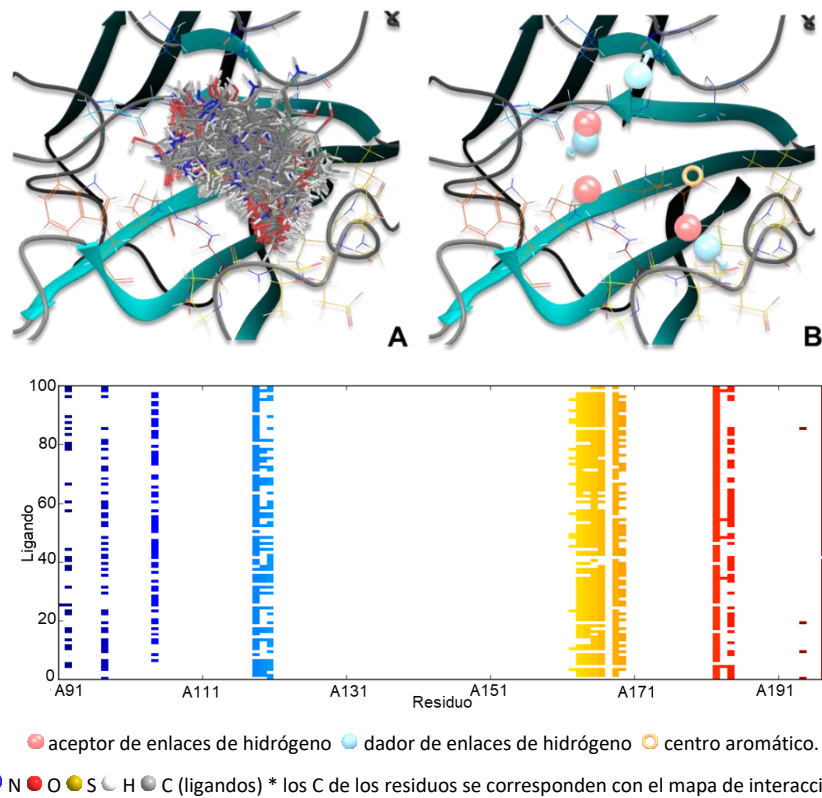 A
B
100
80
60
40
20
0
Ligando
A91 A111 A131 A151 A171 A191
Residuo
aceptor de enlaces de hidrógeno dador de enlaces de hidrógeno centro aromático.
N O S H C (ligandos) * los C de los residuos se corresponden con el mapa de interacci